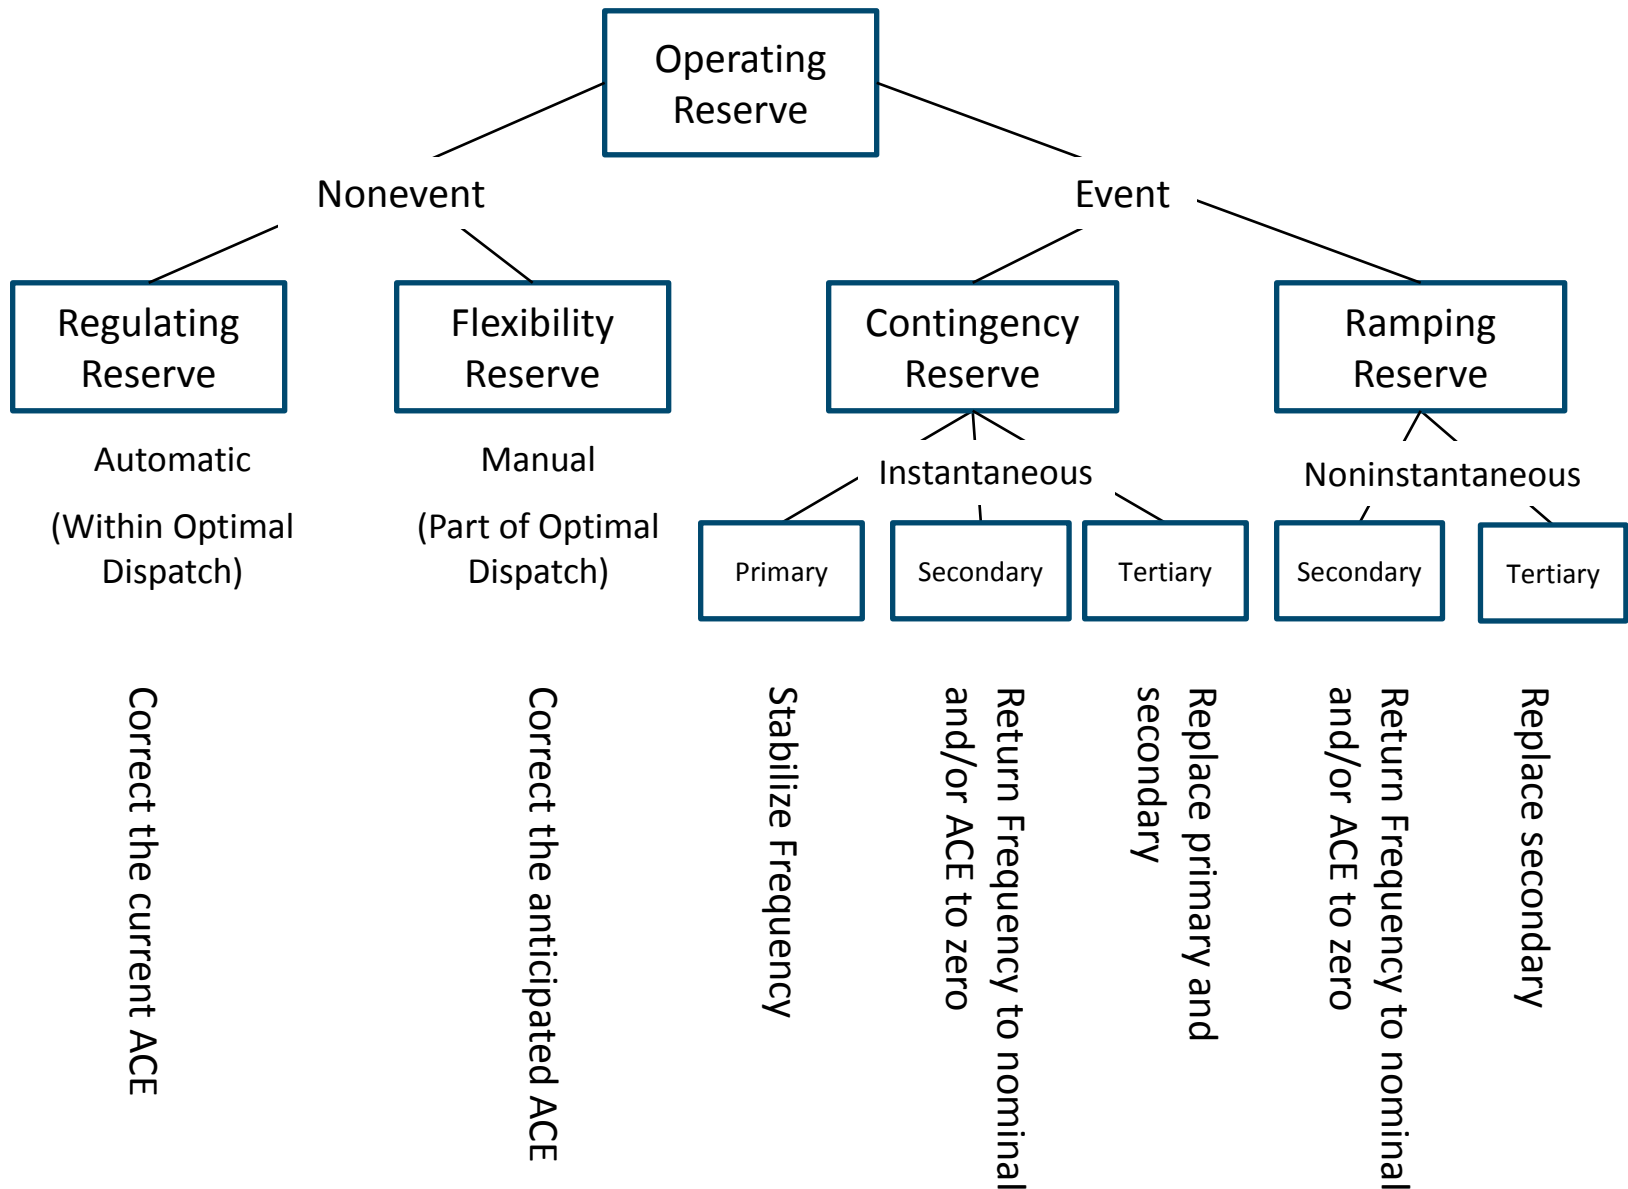 Operating
Reserve
Nonevent
Event
Regulating
Reserve
Flexibility
Reserve
Contingency
Reserve
Ramping
Reserve
Automatic
(Within Optimal
Dispatch)
Manual
(Part of Optimal
Dispatch)
Instantaneous
Noninstantaneous
Primary
Secondary
Tertiary
Secondary
Tertiary
Correct the current ACE
Correct the anticipated ACE
Stabilize Frequency
Return Frequency to nominal
and/or ACE to zero
Replace primary and
secondary
Return Frequency to nominal
and/or ACE to zero
Replace secondary